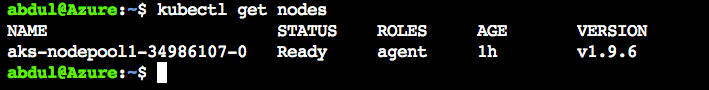 abdul@Azure:~$ kubectl get nodes
NAME STATUS ROLES AGE VERSION
aks-nodepool1-34986107-0 Ready agent 1h v1.9.6
abdul@Azure:~$